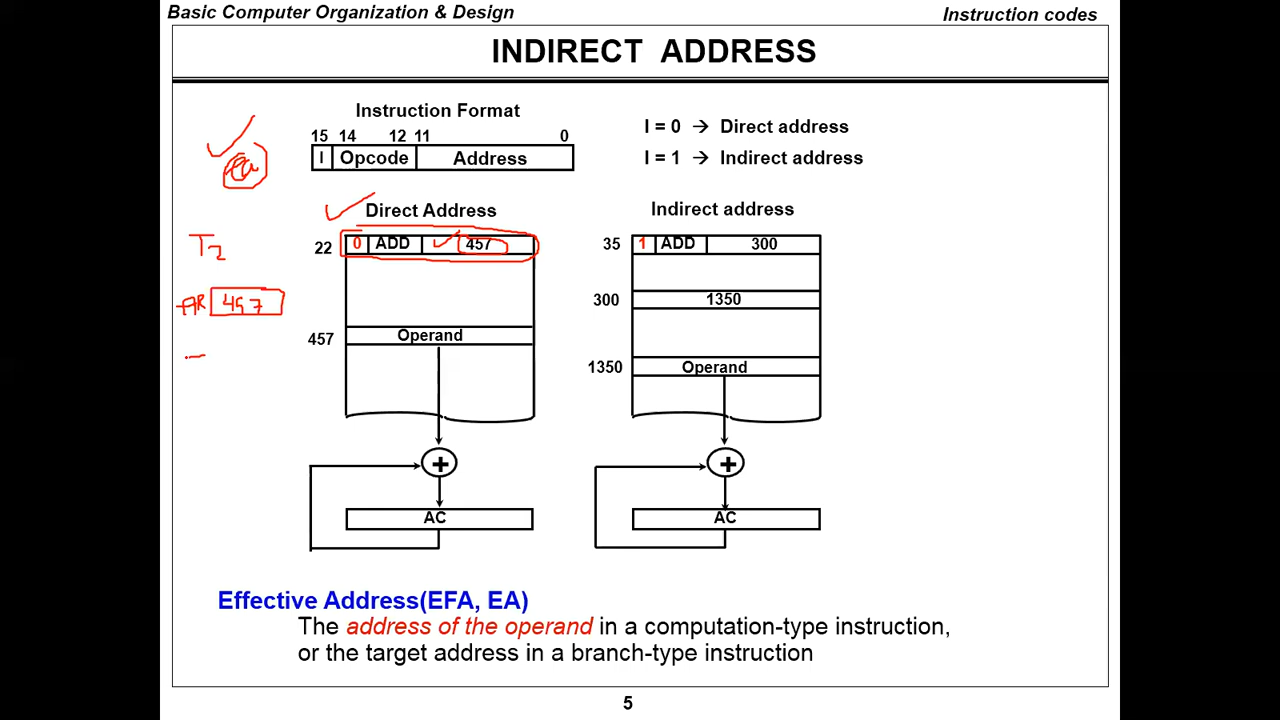 Basic Computer Organization & Design
Instruction codes
INDIRECT ADDRESS
Instruction Format
15 14 12 11 0
I Opcode Address
I = 0 → Direct address
I = 1 → Indirect address
Direct Address
22 0 ADD 457
457 Operand
AC
Indirect address
35 1 ADD 300
300 1350
1350 Operand
AC
T2
AR 457
Effective Address(EFA, EA)
The address of the operand in a computation-type instruction,
or the target address in a branch-type instruction
5